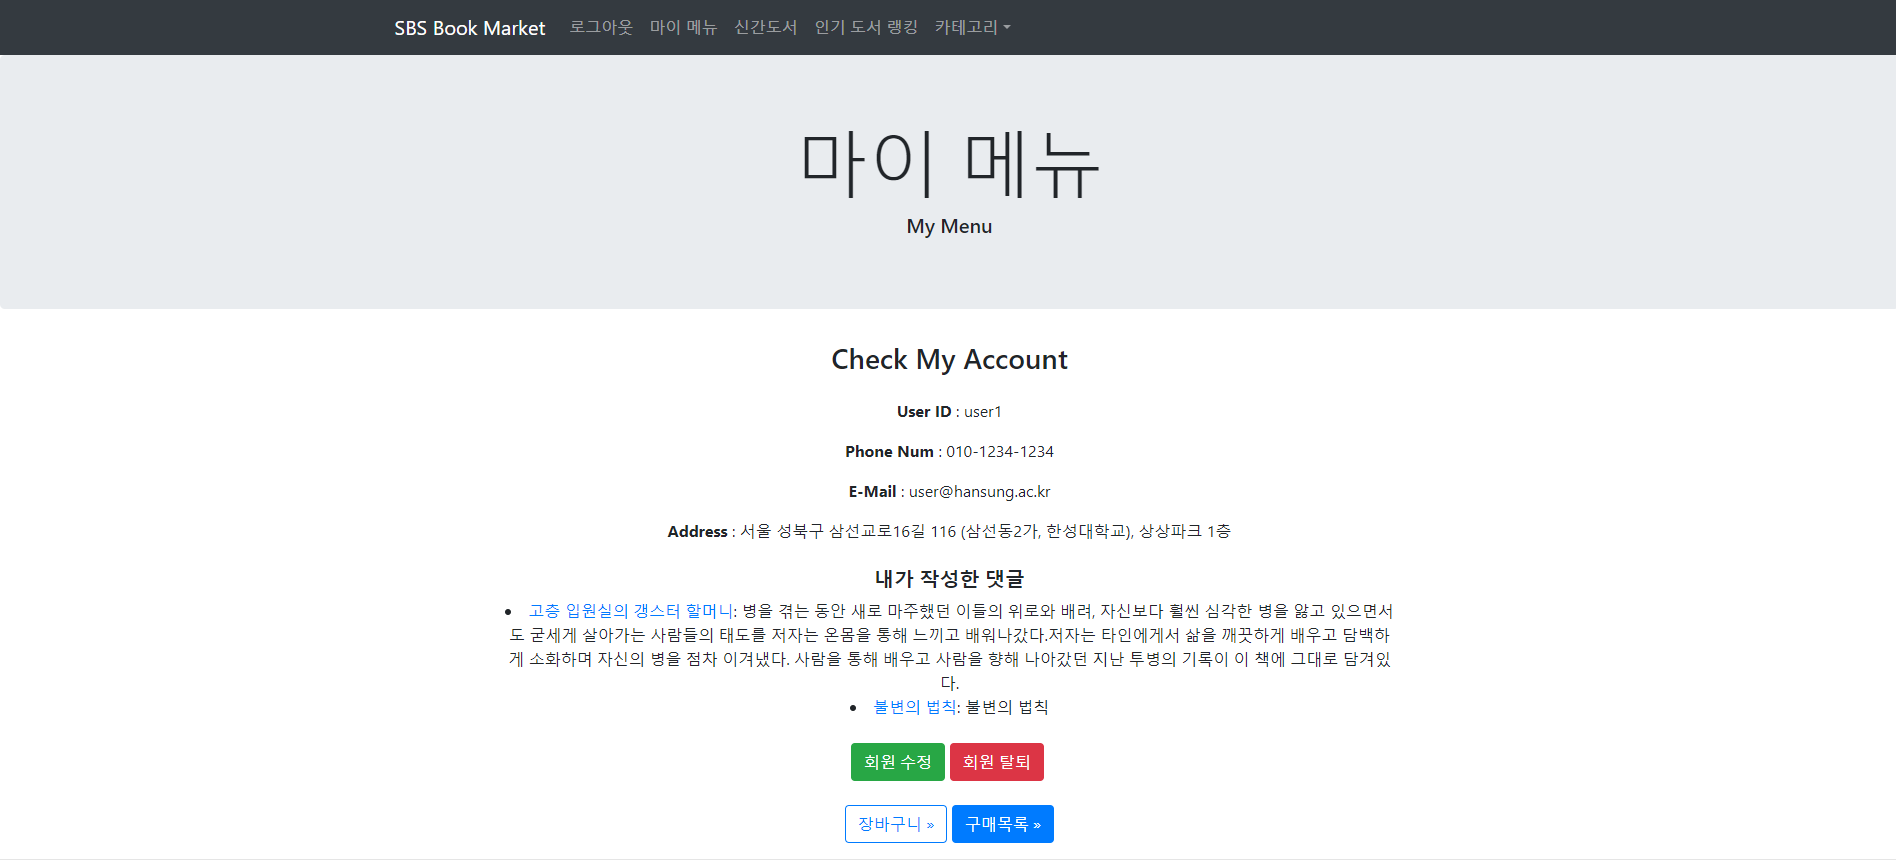 SBS Book Market 로그아웃 마이 메뉴 신간도서 인기 도서 랭킹 카테고리
마이 메뉴
My Menu
Check My Account
User ID : user1
Phone Num : 010-1234-1234
E-Mail : user@hansung.ac.kr
Address : 서울 성북구 삼선교로16길 116 (삼선동2가, 한성대학교), 상상파크 1층
내가 작성한 댓글
• 고층 입원실의 갱스터 할머니: 병을 겪는 동안 새로 마주했던 이들의 위로와 배려, 자신보다 훨씬 심각한 병을 앓고 있으면서
도 굳세게 살아가는 사람들의 태도를 저자는 온몸을 통해 느끼고 배워나갔다.저자는 타인에게서 삶을 깨끗하게 배우고 담백하
게 소화하며 자신의 병을 점차 이겨냈다. 사람을 통해 배우고 사람을 향해 나아갔던 지난 투병의 기록이 이 책에 그대로 담겨있
다.
• 불변의 법칙: 불변의 법칙
회원 수정 회원 탈퇴
장바구니 » 구매목록 »